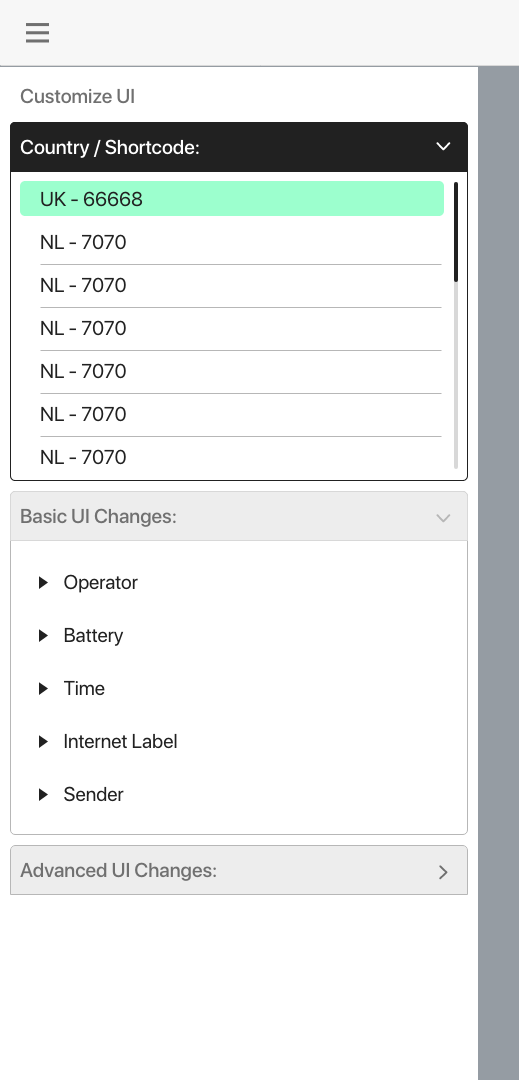 Customize UI
Country / Shortcode:
UK - 66668
NL - 7070
NL - 7070
NL - 7070
NL - 7070
NL - 7070
NL - 7070
Basic UI Changes:
Operator
Battery
Time
Internet Label
Sender
Advanced UI Changes: